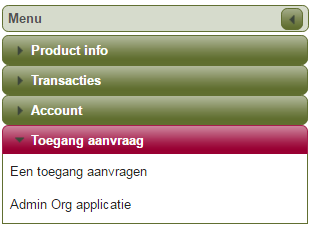 Menu
Product info
Transacties
Account
Toegang aanvraag
Een toegang aanvragen
Admin Org applicatie